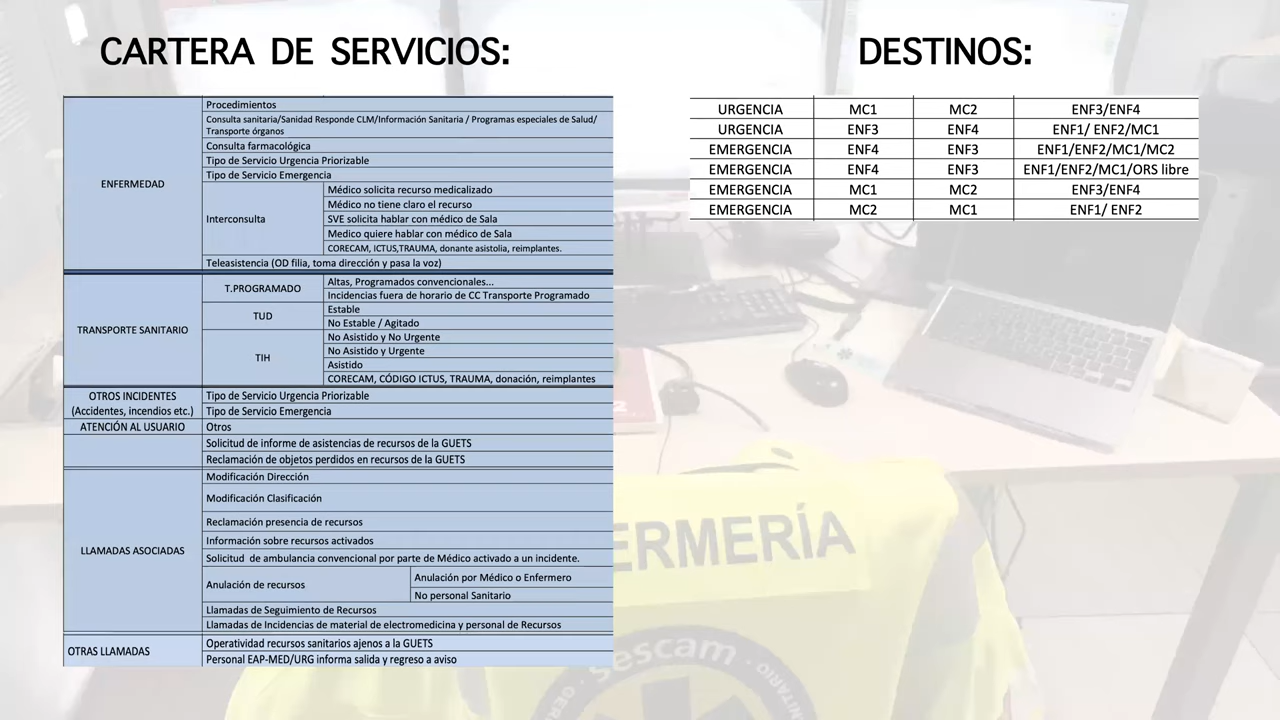 CARTERA DE SERVICIOS:
ENFERMEDAD
Procedimientos
Consulta sanitaria/Sanidad Responde CLM/Información Sanitaria / Programas especiales de Salud/
Transporte órganos
Consulta farmacológica
Tipo de Servicio Urgencia Priorizable
Tipo de Servicio Emergencia
Interconsulta
Médico solicita recurso medicalizado
Médico no tiene claro el recurso
SVE solicita hablar con médico de Sala
Medico quiere hablar con médico de Sala
CORECAM, ICTUS,TRAUMA, donante asistolia, reimplantes.
Teleasistencia (OD filia, toma dirección y pasa la voz)
TRANSPORTE SANITARIO
T.PROGRAMADO
Altas, Programados convencionales...
Incidencias fuera de horario de CC Transporte Programado
TUD
Estable
No Estable / Agitado
TIH
No Asistido y No Urgente
No Asistido y Urgente
Asistido
CORECAM, CÓDIGO ICTUS, TRAUMA, donación, reimplantes
OTROS INCIDENTES
(Accidentes, incendios etc.)
Tipo de Servicio Urgencia Priorizable
Tipo de Servicio Emergencia
ATENCIÓN AL USUARIO
Otros
Solicitud de informe de asistencias de recursos de la GUETS
Reclamación de objetos perdidos en recursos de la GUETS
LLAMADAS ASOCIADAS
Modificación Dirección
Modificación Clasificación
Reclamación presencia de recursos
Información sobre recursos activados
Solicitud de ambulancia convencional por parte de Médico activado a un incidente.
Anulación de recursos
Anulación por Médico o Enfermero
No personal Sanitario
Llamadas de Seguimiento de Recursos
Llamadas de Incidencias de material de electromedicina y personal de Recursos
OTRAS LLAMADAS
Operatividad recursos sanitarios ajenos a la GUETS
Personal EAP-MED/URG informa salida y regreso a aviso
DESTINOS:
URGENCIA MC1 MC2 ENF3/ENF4
URGENCIA ENF3 ENF4 ENF1/ ENF2/MC1
EMERGENCIA ENF4 ENF3 ENF1/ENF2/MC1/MC2
EMERGENCIA ENF4 ENF3 ENF1/ENF2/MC1/ORS libre
EMERGENCIA MC1 MC2 ENF3/ENF4
EMERGENCIA MC2 MC1 ENF1/ ENF2
ERMERÍA
sescam